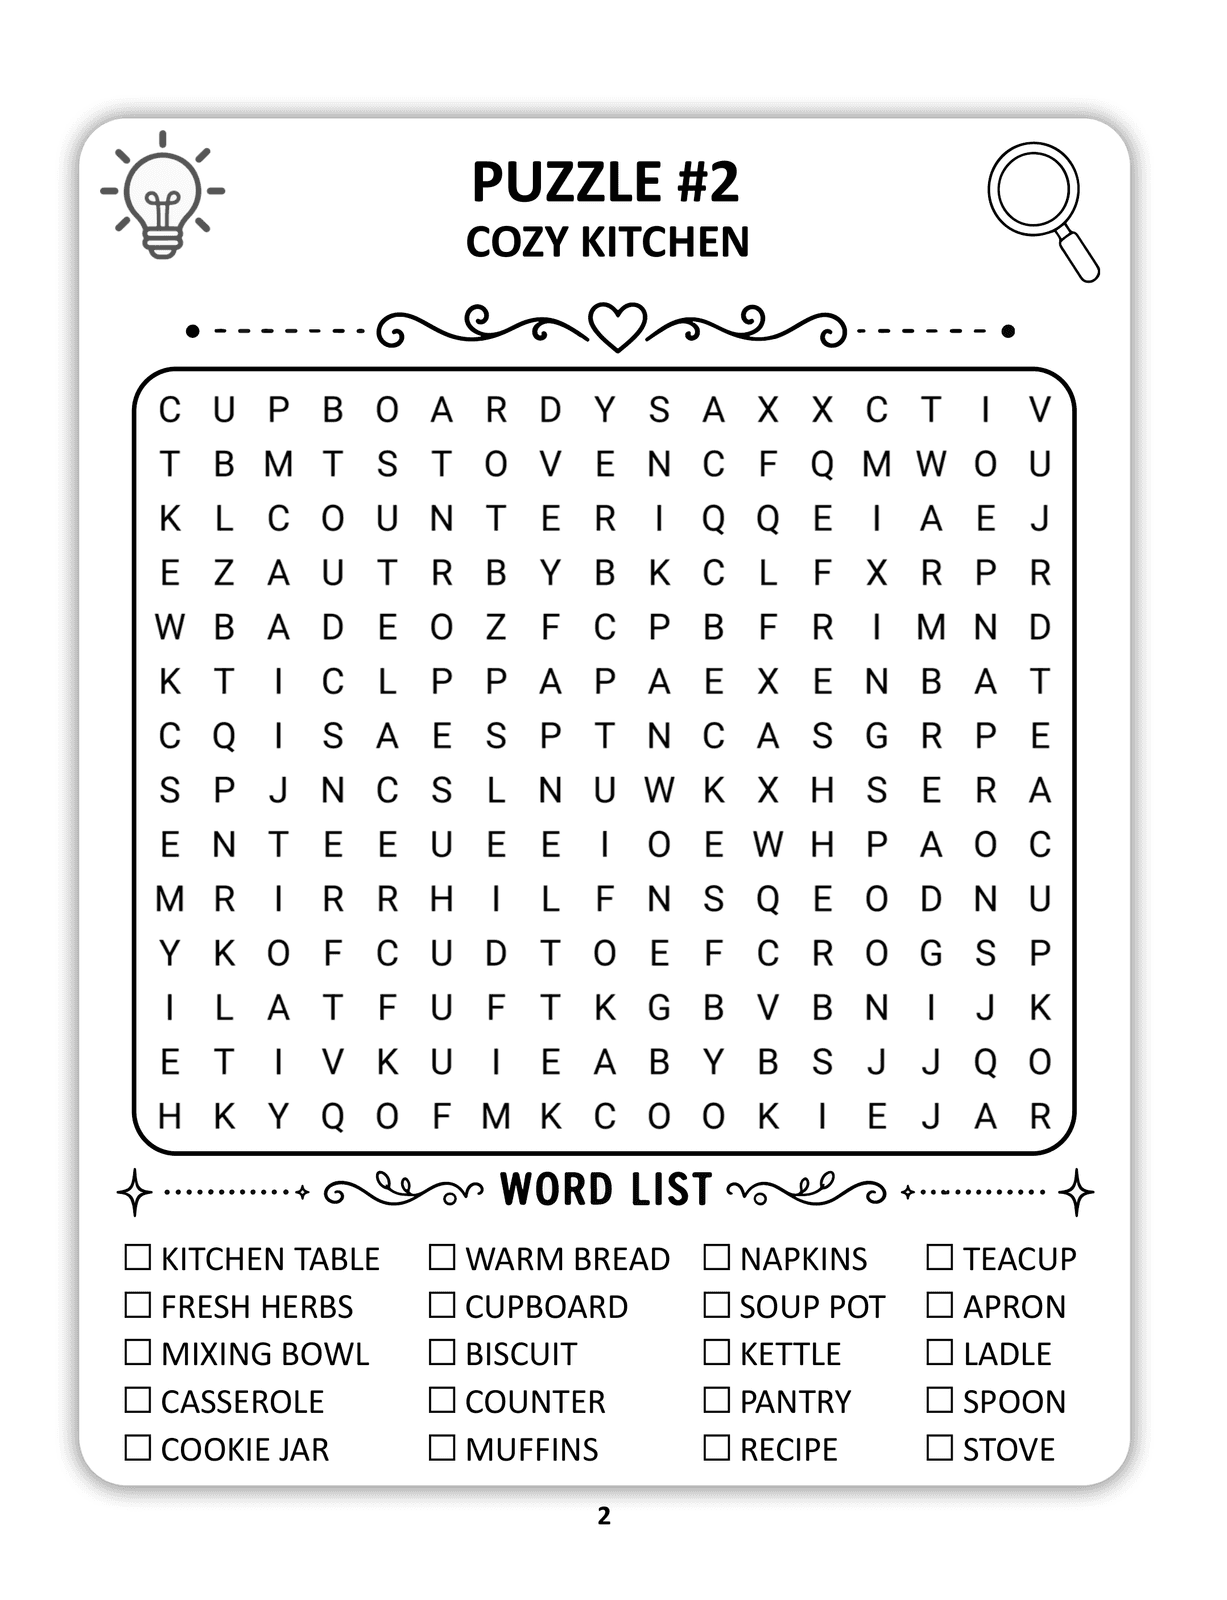 PUZZLE #2
COZY KITCHEN
C U P B O A R D Y S A X X C T I V
T B M T S T O V E N C F Q M W O U
K L C O U N T E R I Q Q E I A E J
E Z A U T R B Y B K C L F X R P R
W B A D E O Z F C P B F R I M N D
K T I C L P P A P A E X E N B A T
C Q I S A E S P T N C A S G R P E
S P J N C S L N U W K X H S E R A
E N T E E U E E I O E W H P A O C
M R I R R H I L F N S Q E O D N U
Y K O F C U D T O E F C R O G S P
I L A T F U F T K G B V B N I J K
E T I V K U I E A B Y B S J J Q O
H K Y Q O F M K C O O K I E J A R
WORD LIST
KITCHEN TABLE WARM BREAD NAPKINS TEACUP
FRESH HERBS CUPBOARD SOUP POT APRON
MIXING BOWL BISCUIT KETTLE LADLE
CASSEROLE COUNTER PANTRY SPOON
COOKIE JAR MUFFINS RECIPE STOVE
2